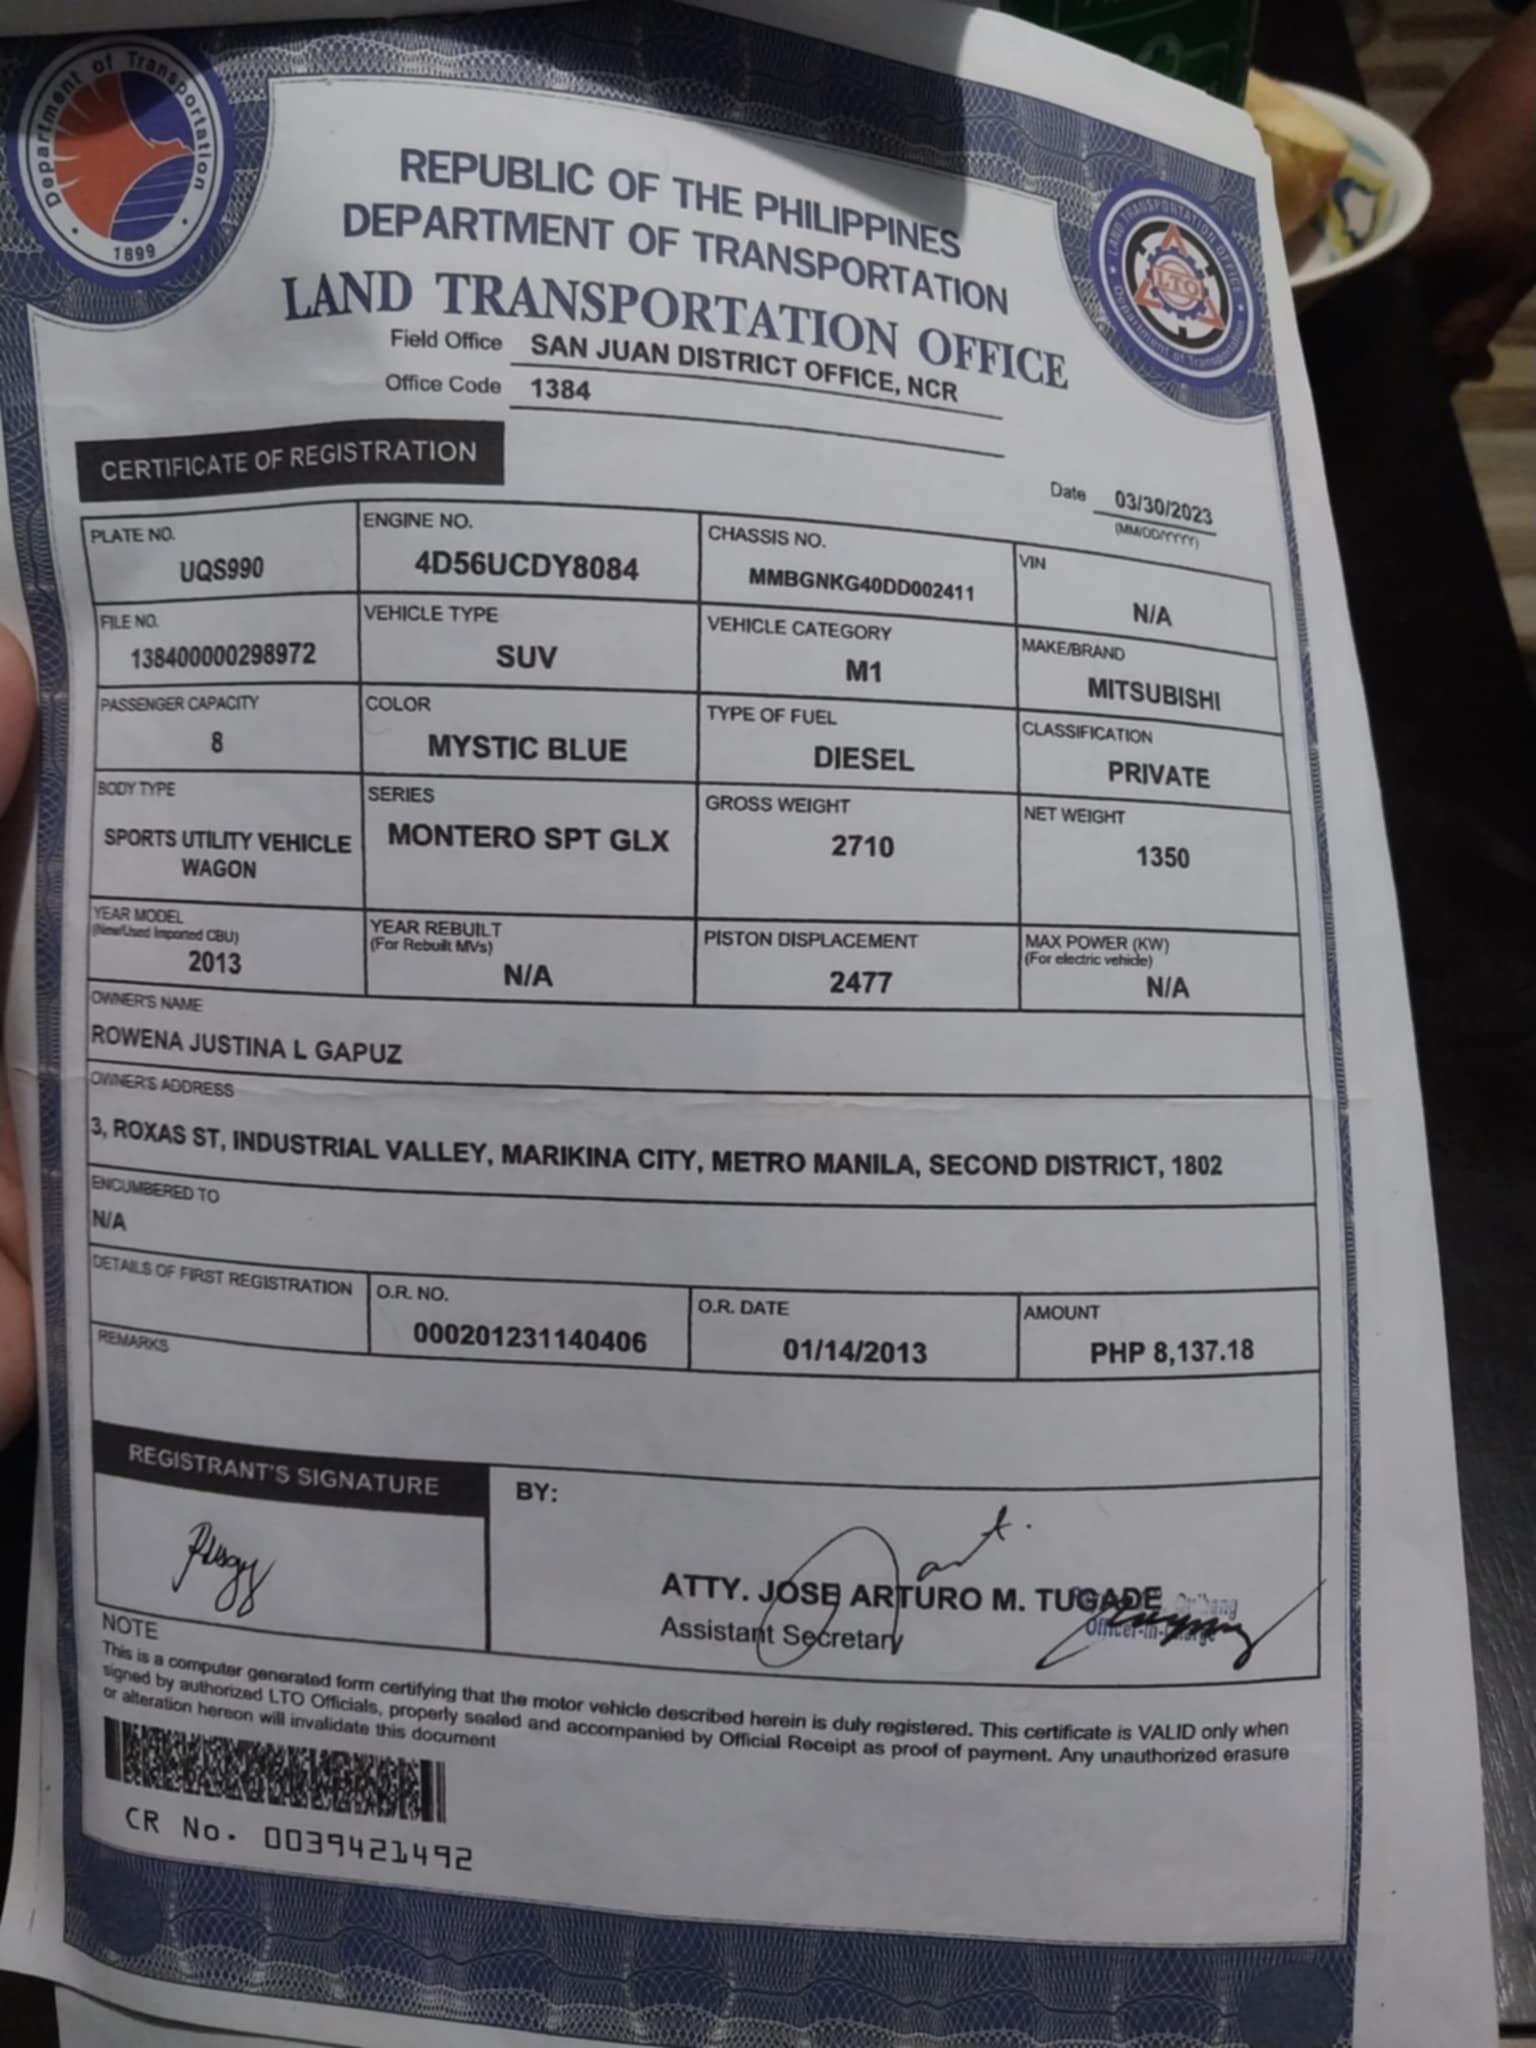 Department of Transportation
1899
LAND TRANSPORTATION OFFICE
LTO
Department of Transportation
REPUBLIC OF THE PHILIPPINES
DEPARTMENT OF TRANSPORTATION
LAND TRANSPORTATION OFFICE
Field Office SAN JUAN DISTRICT OFFICE, NCR
Office Code 1384
CERTIFICATE OF REGISTRATION
Date 03/30/2023
(MM/DD/YYYY)
PLATE NO. ENGINE NO. CHASSIS NO. VIN
UQS990 4D56UCDY8084 MMBGNKG40DD002411 N/A
FILE NO. VEHICLE TYPE VEHICLE CATEGORY MAKE/BRAND
138400000298972 SUV M1 MITSUBISHI
PASSENGER CAPACITY COLOR TYPE OF FUEL CLASSIFICATION
8 MYSTIC BLUE DIESEL PRIVATE
BODY TYPE SERIES GROSS WEIGHT NET WEIGHT
SPORTS UTILITY VEHICLE MONTERO SPT GLX 2710 1350
WAGON
YEAR MODEL YEAR REBUILT PISTON DISPLACEMENT MAX POWER (KW)
(New/Used Imported CBU) (For Rebuilt MVs) (For electric vehicle)
2013 N/A 2477 N/A
OWNER'S NAME
ROWENA JUSTINA L GAPUZ
OWNER'S ADDRESS
3, ROXAS ST, INDUSTRIAL VALLEY, MARIKINA CITY, METRO MANILA, SECOND DISTRICT, 1802
ENCUMBERED TO
N/A
DETAILS OF FIRST REGISTRATION O.R. NO. O.R. DATE AMOUNT
000201231140406 01/14/2013 PHP 8,137.18
REMARKS
REGISTRANT'S SIGNATURE
BY:
ATTY. JOSE ARTURO M. TUGADE
Assistant Secretary
Officer-in-Charge
NOTE
This is a computer generated form certifying that the motor vehicle described herein is duly registered. This certificate is VALID only when
signed by authorized LTO Officials, properly sealed and accompanied by Official Receipt as proof of payment. Any unauthorized erasure
or alteration hereon will invalidate this document
CR No. 0039421492